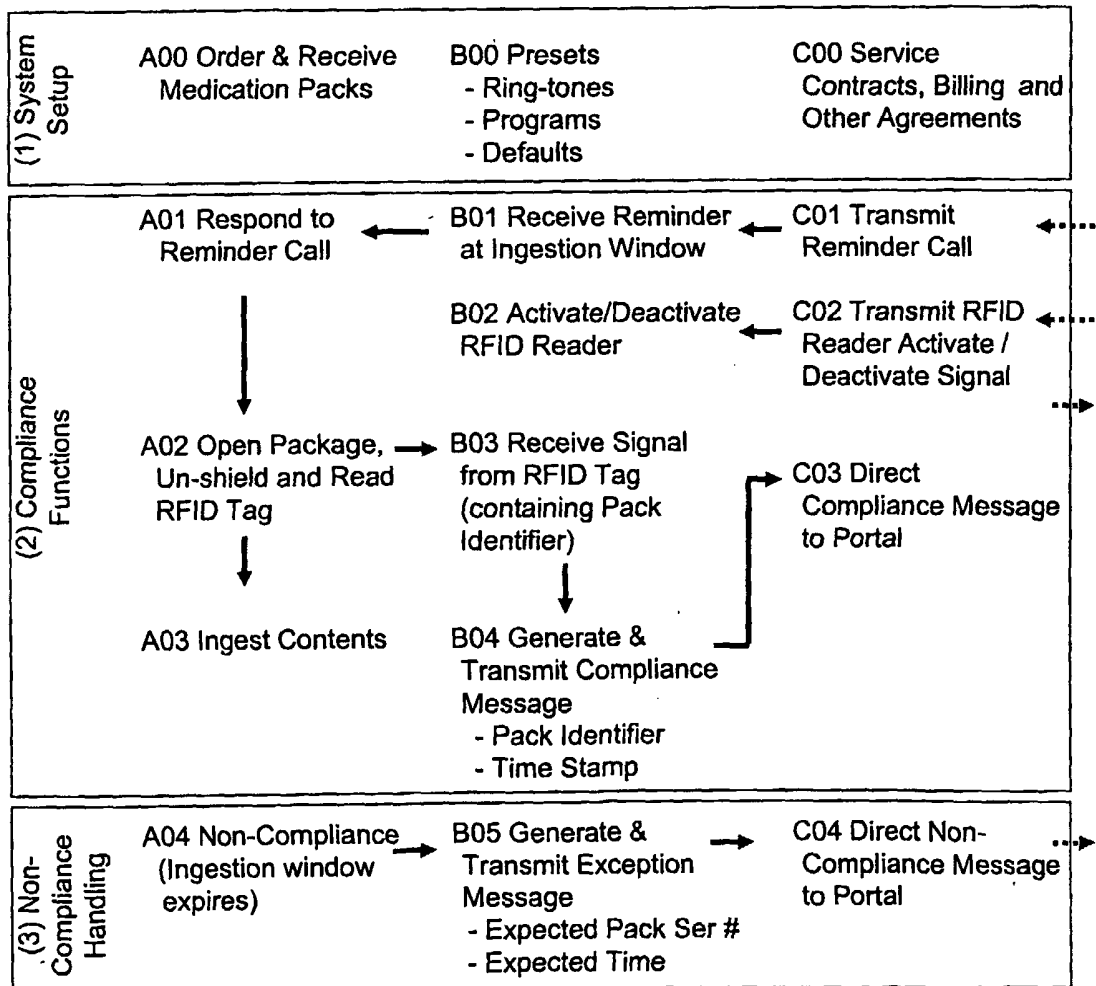 (1) System
Setup
A00 Order & Receive
Medication Packs
B00 Presets
- Ring-tones
- Programs
- Defaults
C00 Service
Contracts, Billing and
Other Agreements
(2) Compliance
Functions
A01 Respond to
Reminder Call
B01 Receive Reminder
at Ingestion Window
C01 Transmit
Reminder Call
B02 Activate/Deactivate
RFID Reader
C02 Transmit RFID
Reader Activate /
Deactivate Signal
A02 Open Package,
Un-shield and Read
RFID Tag
B03 Receive Signal
from RFID Tag
(containing Pack
Identifier)
C03 Direct
Compliance Message
to Portal
A03 Ingest Contents
B04 Generate &
Transmit Compliance
Message
- Pack Identifier
- Time Stamp
(3) Non-
Compliance
Handling
A04 Non-Compliance
(Ingestion window
expires)
B05 Generate &
Transmit Exception
Message
- Expected Pack Ser #
- Expected Time
C04 Direct Non-
Compliance Message
to Portal